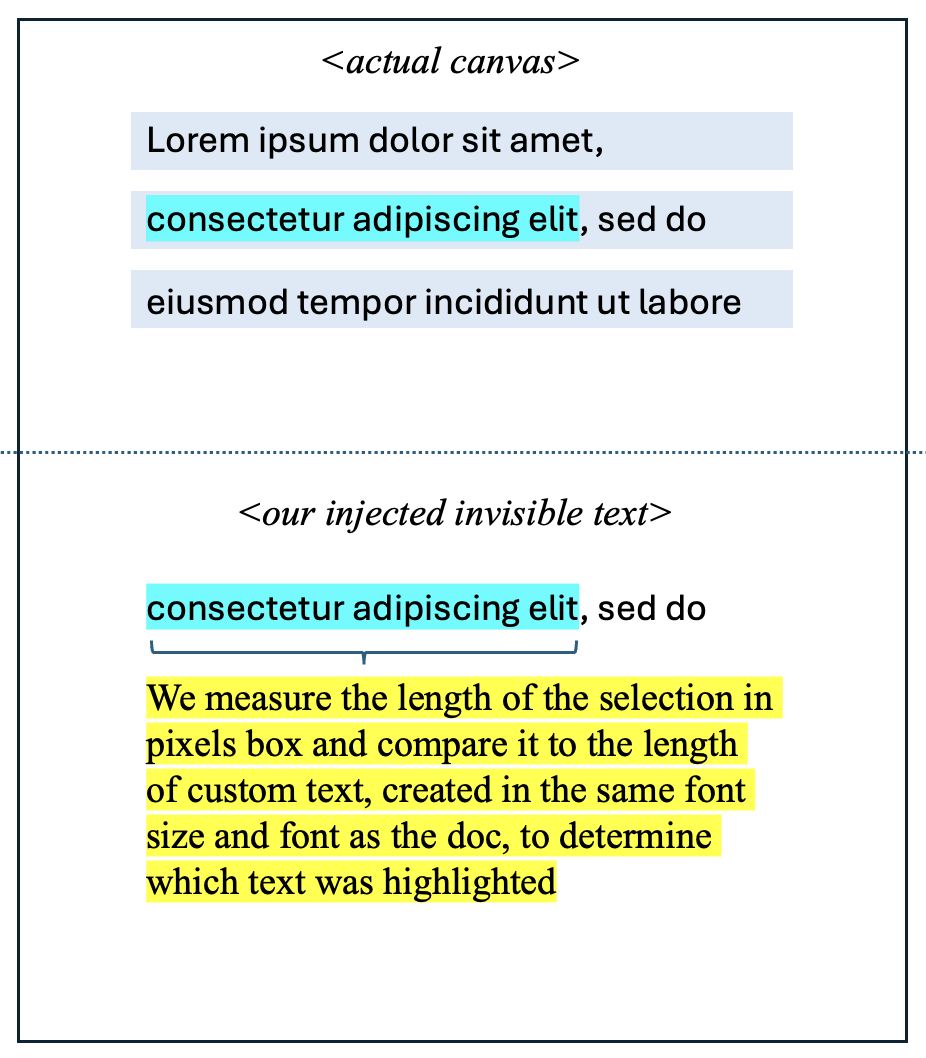 <actual canvas>
Lorem ipsum dolor sit amet,
consectetur adipiscing elit, sed do
eiusmod tempor incididunt ut labore
<our injected invisible text>
consectetur adipiscing elit, sed do
We measure the length of the selection in
pixels box and compare it to the length
of custom text, created in the same font
size and font as the doc, to determine
which text was highlighted